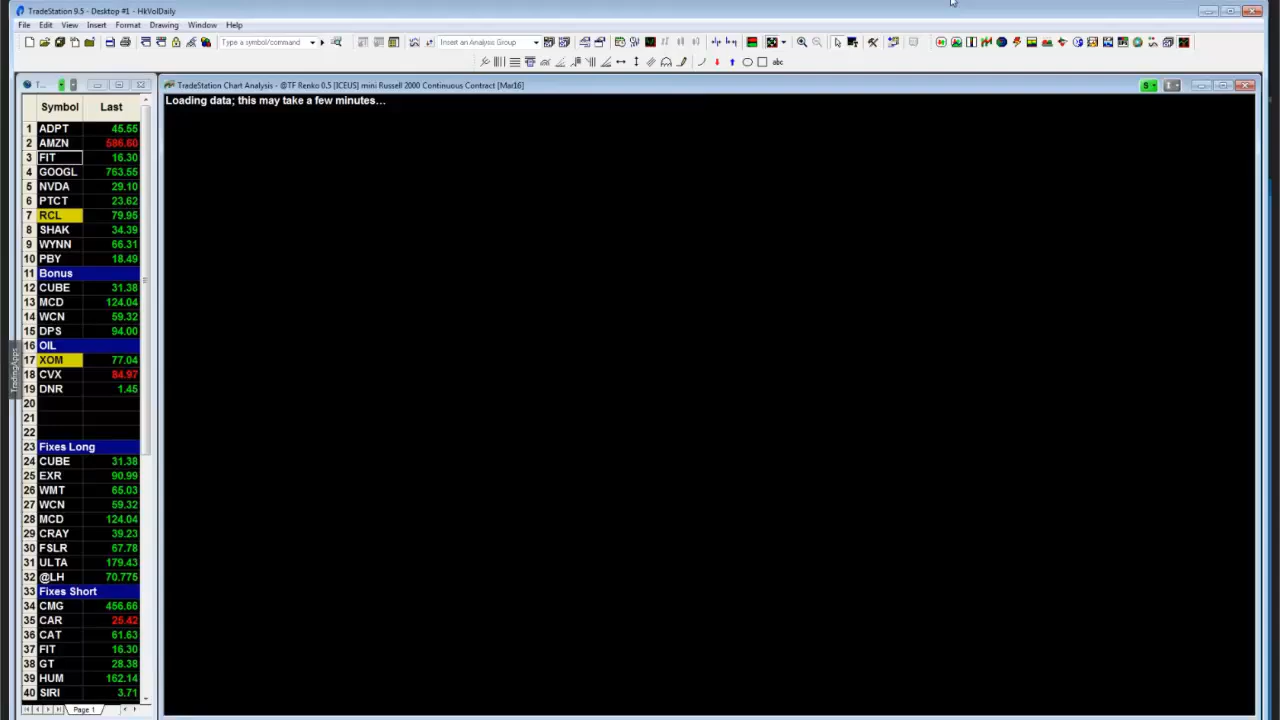 TradeStation 9.5 - Desktop #1 - HkVolDaily
File Edit View Insert Format Drawing Window Help
Type a symbol/command
Insert an Analysis Group
abc
T...
TradeStation Chart Analysis - @TF Renko 0.5 [ICEUS] mini Russell 2000 Continuous Contract [Mar16]
S
Loading data; this may take a few minutes...
Symbol Last
1 ADPT 45.55
2 AMZN 586.60
3 FIT 16.30
4 GOOGL 763.55
5 NVDA 29.10
6 PTCT 23.62
7 RCL 79.95
8 SHAK 34.39
9 WYNN 66.31
10 PBY 18.49
11 Bonus
12 CUBE 31.38
13 MCD 124.04
14 WCN 59.32
15 DPS 94.00
16 OIL
17 XOM 77.04
18 CVX 84.97
19 DNR 1.45
20
21
22
23 Fixes Long
24 CUBE 31.38
25 EXR 90.99
26 WMT 65.03
27 WCN 59.32
28 MCD 124.04
29 CRAY 39.23
30 FSLR 67.78
31 ULTA 179.43
32 @LH 70.775
33 Fixes Short
34 CMG 456.66
35 CAR 25.42
36 CAT 61.63
37 FIT 16.30
38 GT 28.38
39 HUM 162.14
40 SIRI 3.71
Page 1
TradingApps